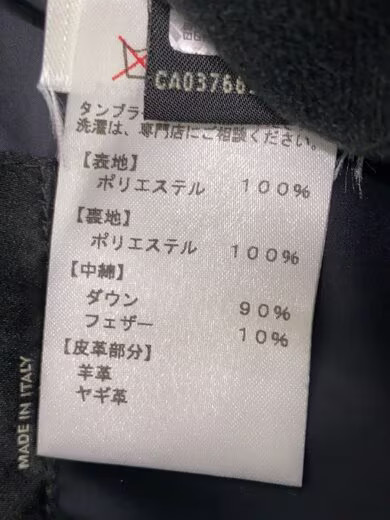 CA03766
タンブラ
洗濯は、専門店にご相談ください。
【表地】
ポリエステル 100%
【裏地】
ポリエステル 100%
【中綿】
ダウン 90%
フェザー 10%
【皮革部分】
羊革
ヤギ革
MADE IN ITALY